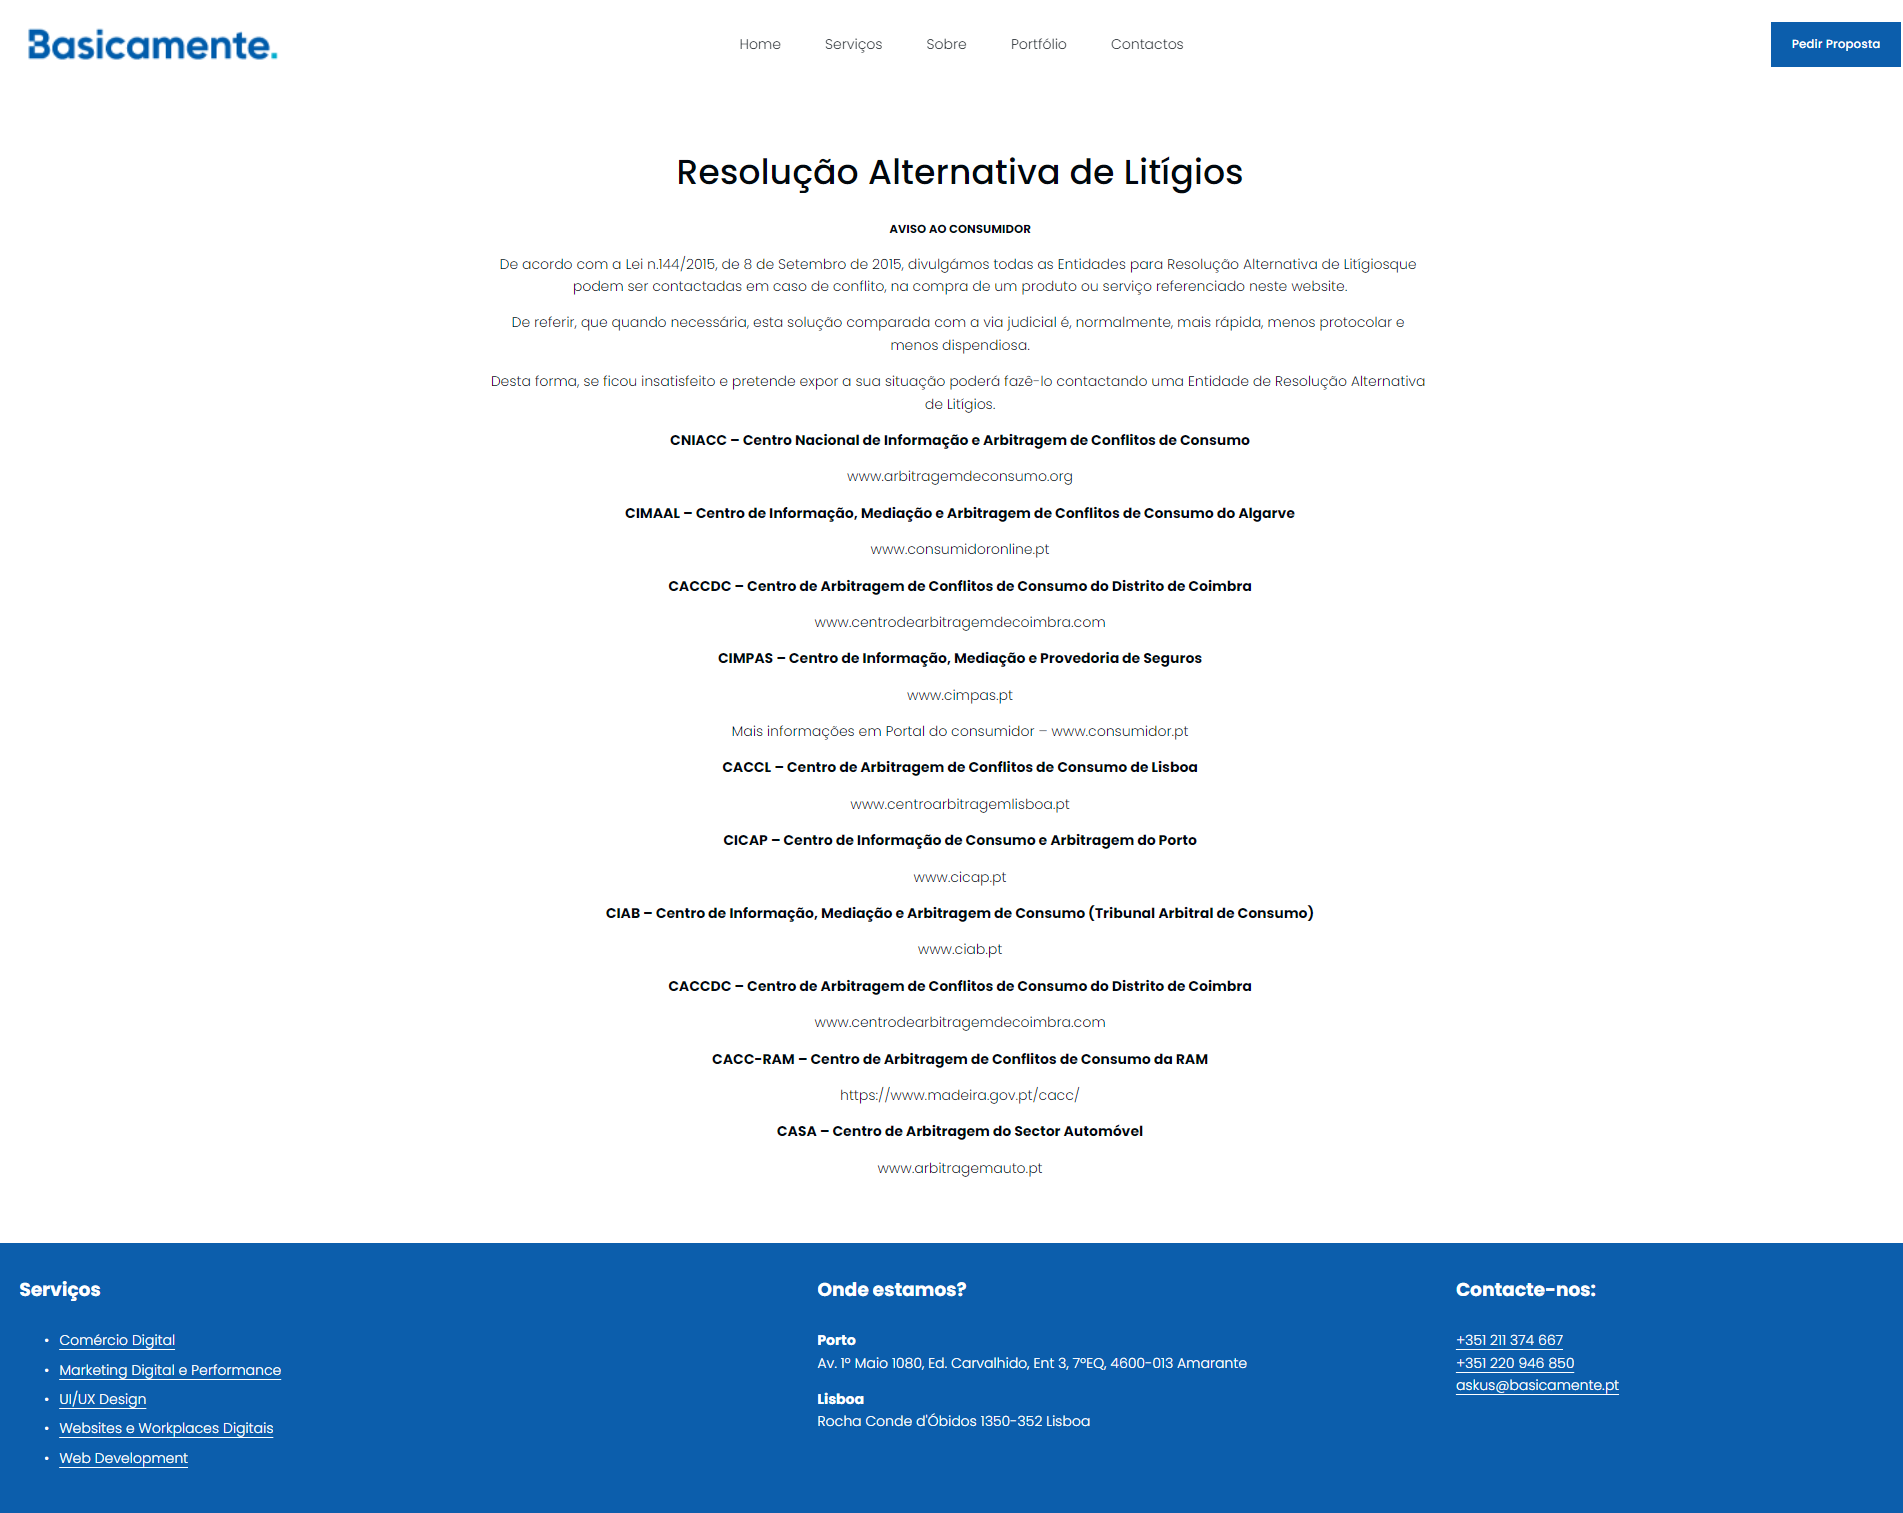 Basicamente.
Home Serviços Sobre Portfólio Contactos
Pedir Proposta
Resolução Alternativa de Litígios
AVISO AO CONSUMIDOR
De acordo com a Lei n.144/2015, de 8 de Setembro de 2015, divulgámos todas as Entidades para Resolução Alternativa de Litígiosque
podem ser contactadas em caso de conflito, na compra de um produto ou serviço referenciado neste website.
De referir, que quando necessária, esta solução comparada com a via judicial é, normalmente, mais rápida, menos protocolar e
menos dispendiosa.
Desta forma, se ficou insatisfeito e pretende expor a sua situação poderá fazê-lo contactando uma Entidade de Resolução Alternativa
de Litígios.
CNIACC – Centro Nacional de Informação e Arbitragem de Conflitos de Consumo
www.arbitragemdeconsumo.org
CIMAAL – Centro de Informação, Mediação e Arbitragem de Conflitos de Consumo do Algarve
www.consumidoronline.pt
CACCDC – Centro de Arbitragem de Conflitos de Consumo do Distrito de Coimbra
www.centrodearbitragemdecoimbra.com
CIMPAS – Centro de Informação, Mediação e Provedoria de Seguros
www.cimpas.pt
Mais informações em Portal do consumidor – www.consumidor.pt
CACCL – Centro de Arbitragem de Conflitos de Consumo de Lisboa
www.centroarbitragemlisboa.pt
CICAP – Centro de Informação de Consumo e Arbitragem do Porto
www.cicap.pt
CIAB – Centro de Informação, Mediação e Arbitragem de Consumo (Tribunal Arbitral de Consumo)
www.ciab.pt
CACCDC – Centro de Arbitragem de Conflitos de Consumo do Distrito de Coimbra
www.centrodearbitragemdecoimbra.com
CACC-RAM – Centro de Arbitragem de Conflitos de Consumo da RAM
https://www.madeira.gov.pt/cacc/
CASA – Centro de Arbitragem do Sector Automóvel
www.arbitragemauto.pt
Serviços
• Comércio Digital
• Marketing Digital e Performance
• UI/UX Design
• Websites e Workplaces Digitais
• Web Development
Onde estamos?
Porto
Av. 1º Maio 1080, Ed. Carvalhido, Ent 3, 7ºEQ, 4600-013 Amarante
Lisboa
Rocha Conde d'Óbidos 1350-352 Lisboa
Contacte-nos:
+351 211 374 667
+351 220 946 850
askus@basicamente.pt